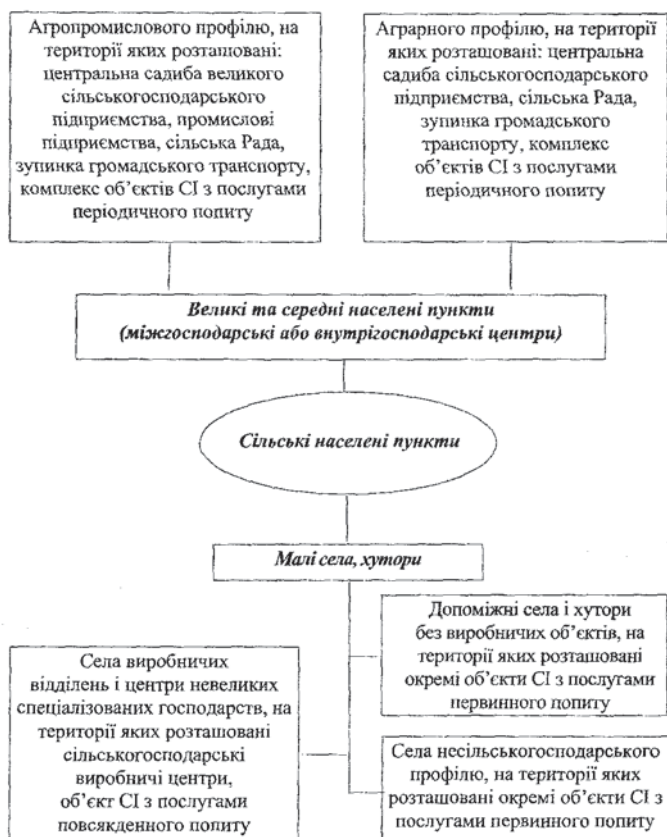 Агропромислового профілю, на
території яких розташовані:
центральна садиба великого
сільськогосподарського
підприємства, промислові
підприємства, сільська Рада,
зупинка громадського транспорту,
комплекс об’єктів СІ з послугами
періодичного попиту
Аграрного профілю, на території
яких розташовані: центральна
садиба сільськогосподарського
підприємства, сільська Рада,
зупинка громадського
транспорту, комплекс
об’єктів СІ з послугами
періодичного попиту
Великі та середні населені пункти
(міжгосподарські або внутрігосподарські центри)
Сільські населені пункти
Малі села, хутори
Допоміжні села і хутори
без виробничих об’єктів, на
території яких розташовані
окремі об’єкти СІ з послугами
первинного попиту
Села виробничих
відділень і центри невеликих
спеціалізованих господарств, на
території яких розташовані
сільськогосподарські
виробничі центри,
об’єкт СІ з послугами
повсякденного попиту
Села несільськогосподарського
профілю, на території яких
розташовані окремі об’єкти СІ з
послугами первинного попиту